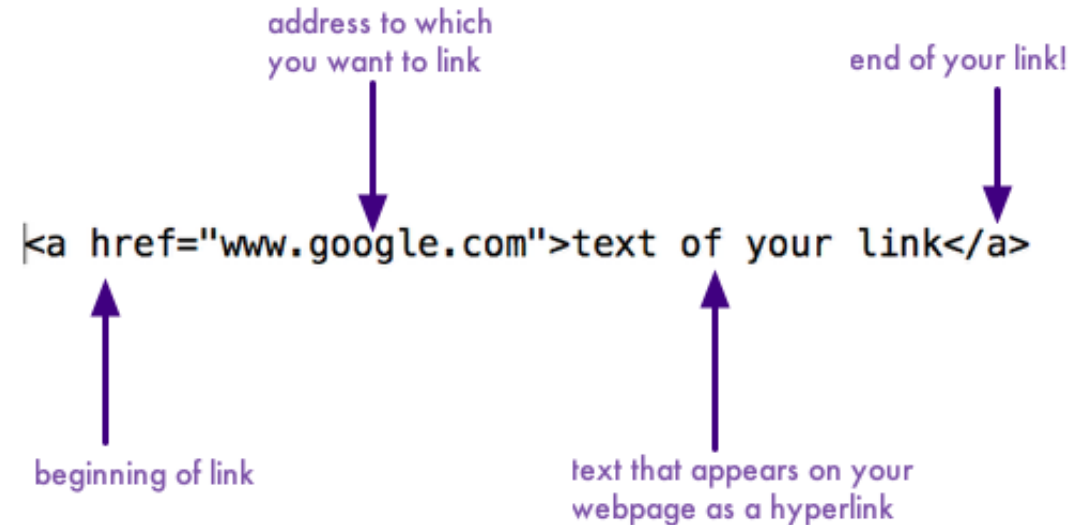 address to which
you want to link
end of your link!
<a href="www.google.com">text of your link</a>
beginning of link
text that appears on your
webpage as a hyperlink